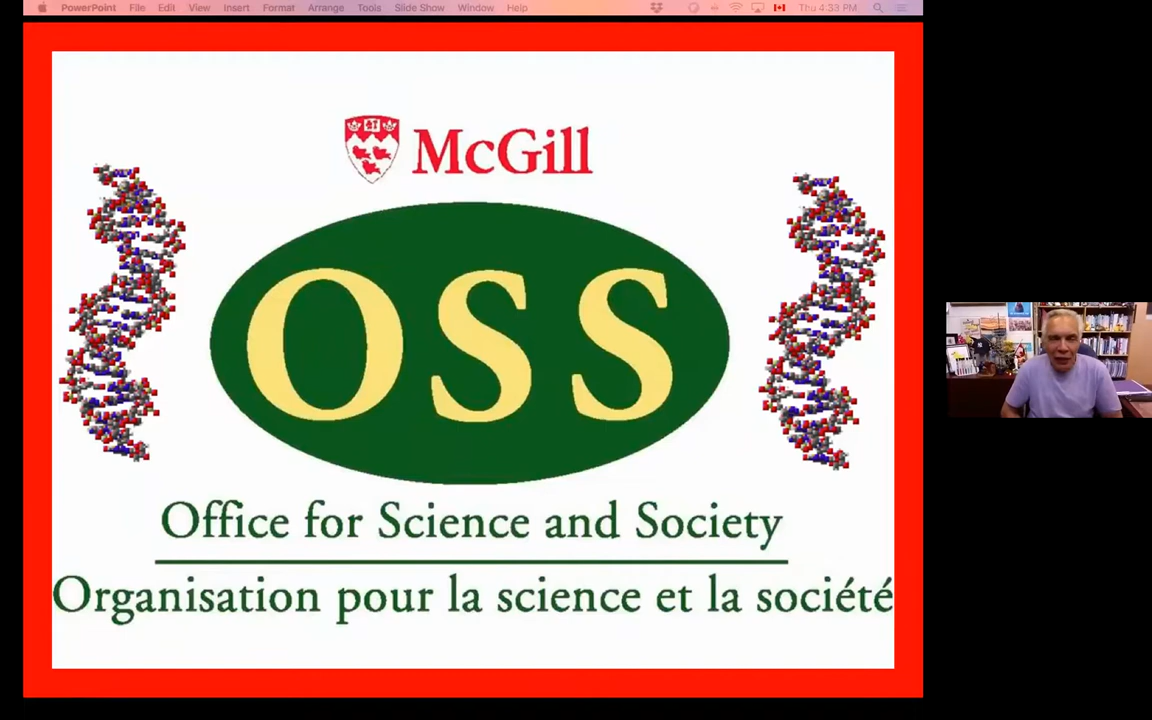 PowerPoint File Edit View Insert Format Arrange Tools Slide Show Window Help Thu 4:33 PM
McGill
OSS
Office for Science and Society
Organisation pour la science et la société